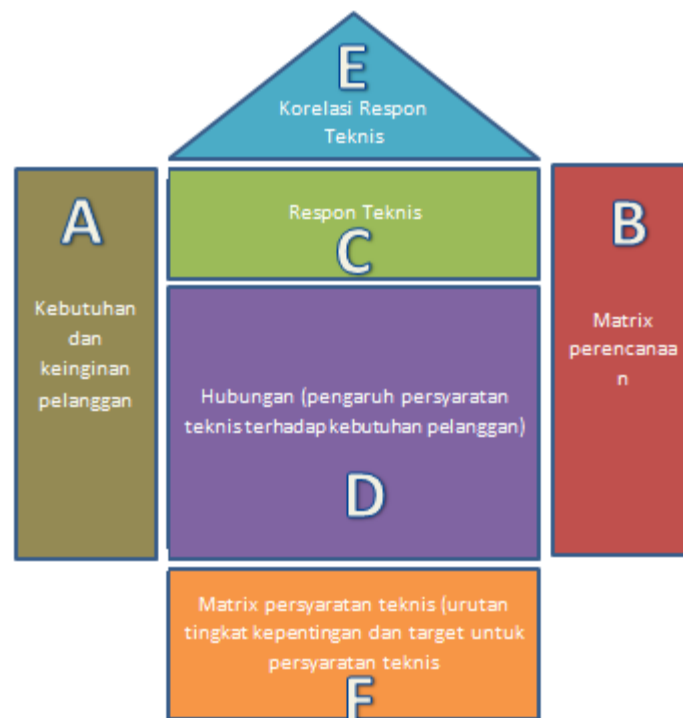 E
Korelasi Respon
Teknis
A
Kebutuhan
dan
keinginan
pelanggan
Respon Teknis
C
B
Matrix
perencanaa
n
Hubungan (pengaruh persyaratan
teknis terhadap kebutuhan pelanggan)
D
Matrix persyaratan teknis (urutan
tingkat kepentingan dan target untuk
persyaratan teknis
F